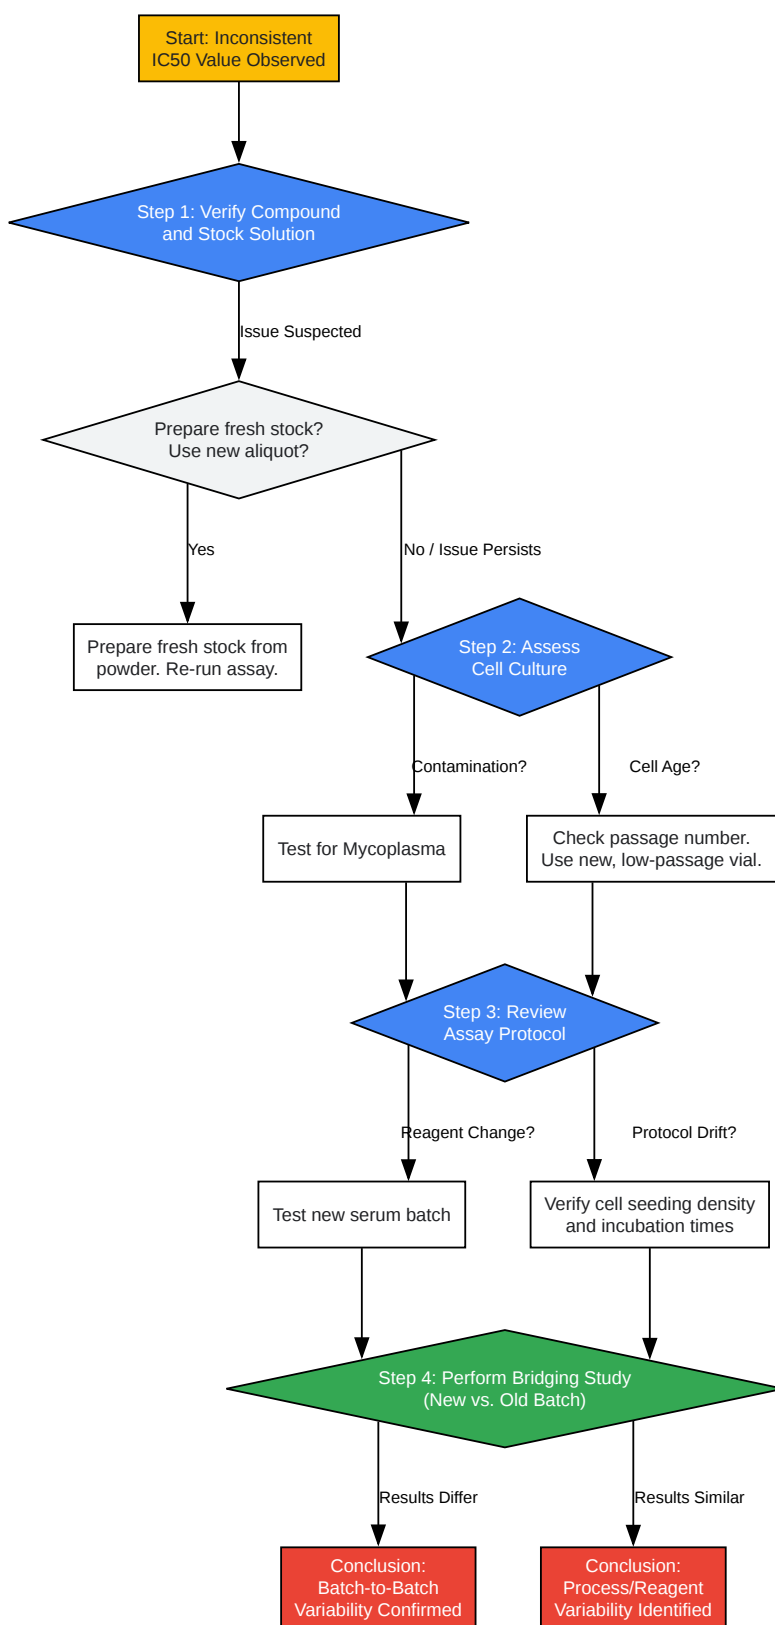 Start: Inconsistent
IC50 Value Observed
Step 1: Verify Compound
and Stock Solution
Issue Suspected
Prepare fresh stock?
Use new aliquot?
Yes
No / Issue Persists
Prepare fresh stock from
powder. Re-run assay.
Step 2: Assess
Cell Culture
Contamination?
Cell Age?
Test for Mycoplasma
Check passage number.
Use new, low-passage vial.
Step 3: Review
Assay Protocol
Reagent Change?
Protocol Drift?
Test new serum batch
Verify cell seeding density
and incubation times
Step 4: Perform Bridging Study
(New vs. Old Batch)
Results Differ
Results Similar
Conclusion:
Batch-to-Batch
Variability Confirmed
Conclusion:
Process/Reagent
Variability Identified